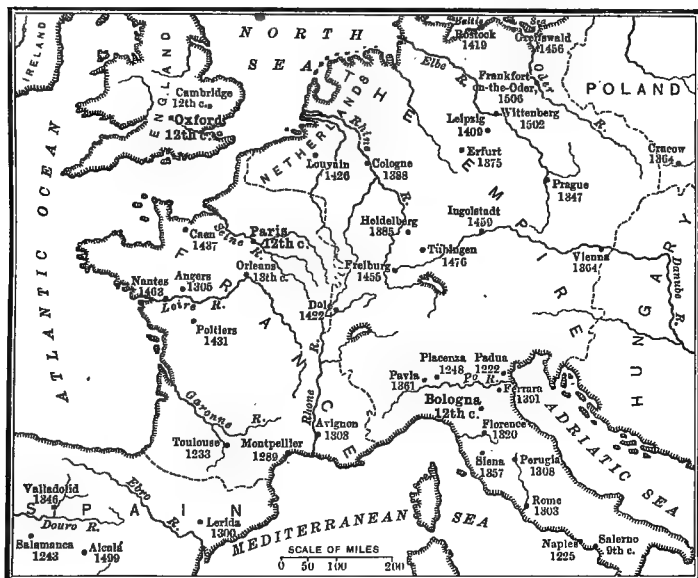 IRELAND
ENGLAND
NORTH
SEA
Baltic Sea
Rostock
1419
Greifswald
1456
Elbe R.
Oder R.
Frankfort
-on-the-Oder,
1506
POLAND
Cambridge
12th c.
Oxford
12th c.
THE EMPIRE
NETHERLANDS
Leipzig
1409
Wittenberg
1502
Erfurt
1375
Cracow
1364
Rhine R.
Cologne
1388
Prague
1347
ATLANTIC OCEAN
Caen
1437
Seine R.
Paris
12th c.
Heidelberg
1385
Ingolstadt
1459
Tübingen
1476
Vienna
1364
Danube R.
HUNGARY
FRANCE
Orleans
13th c.
Freiburg
1455
Nantes
1463
Angers
1305
Loire R.
Dol
1422
Poitiers
1431
Pavia
1361
Placenza
1248
Padua
1222
Po R.
Ferrara
1391
Bologna
12th c.
Garonne R.
Rhone R.
Avignon
1303
Florence
1320
ADRIATIC SEA
Toulouse
1233
Montpellier
1289
Siena
1357
Perugia
1308
Valladolid
1346
SPAIN
Ebro R.
Douro R.
Lerida
1300
MEDITERRANEAN SEA
Rome
1303
Salamanca
1243
Alcalá
1499
SCALE OF MILES
0 50 100 200
Naples
1225
Salerno
9th c.